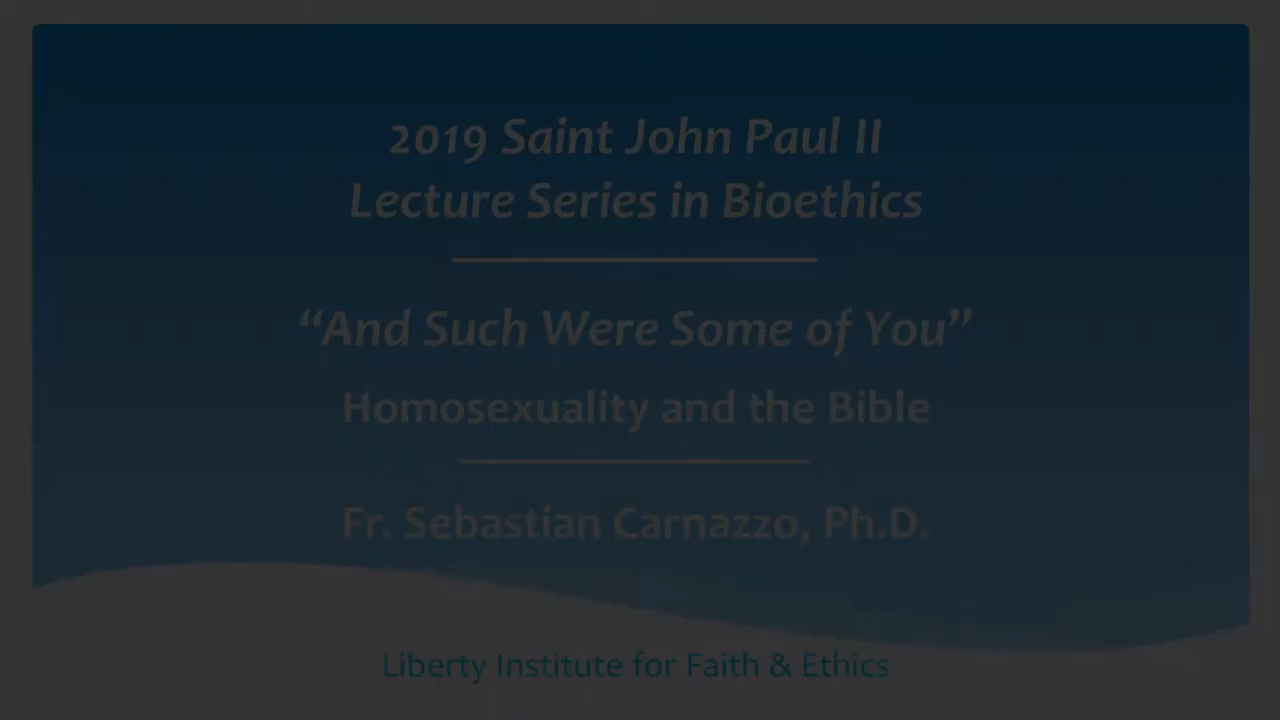 2019 Saint John Paul II
Lecture Series in Bioethics
“And Such Were Some of You”
Homosexuality and the Bible
Fr. Sebastian Carnazzo, Ph.D.
Liberty Institute for Faith & Ethics